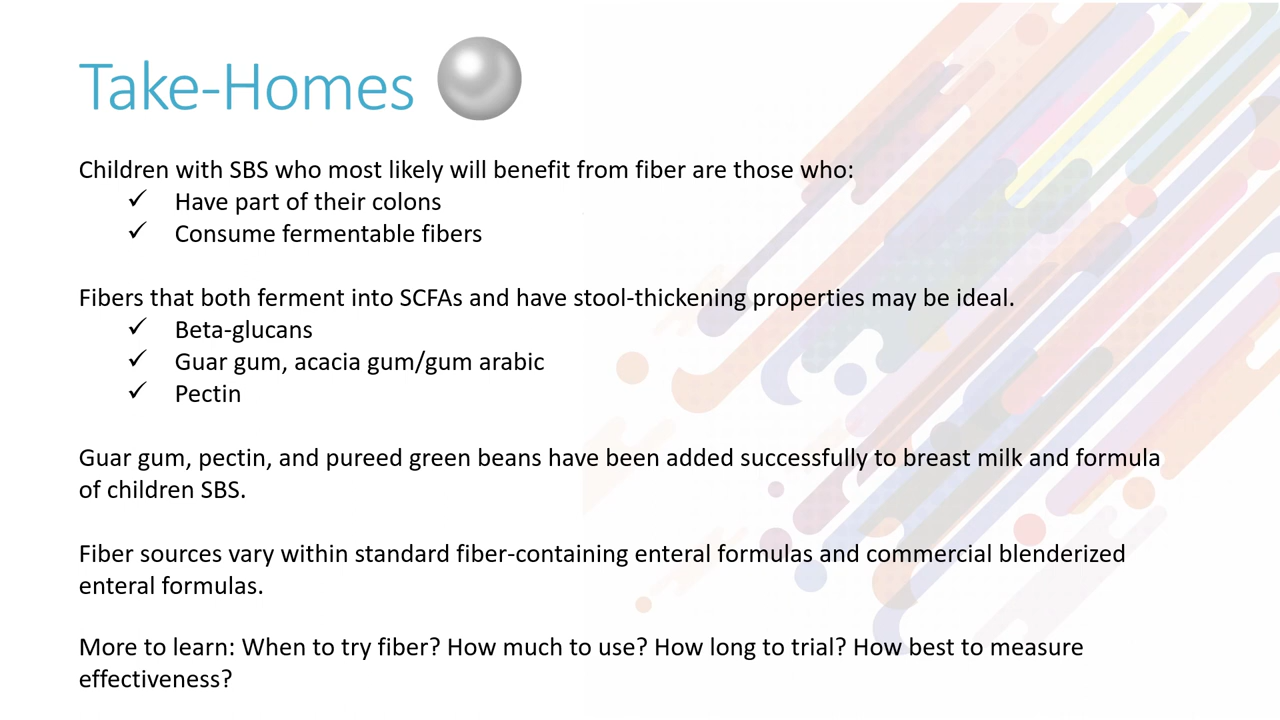 Take-Homes
Children with SBS who most likely will benefit from fiber are those who:
✓ Have part of their colons
✓ Consume fermentable fibers
Fibers that both ferment into SCFAs and have stool-thickening properties may be ideal.
✓ Beta-glucans
✓ Guar gum, acacia gum/gum arabic
✓ Pectin
Guar gum, pectin, and pureed green beans have been added successfully to breast milk and formula
of children SBS.
Fiber sources vary within standard fiber-containing enteral formulas and commercial blenderized
enteral formulas.
More to learn: When to try fiber? How much to use? How long to trial? How best to measure
effectiveness?